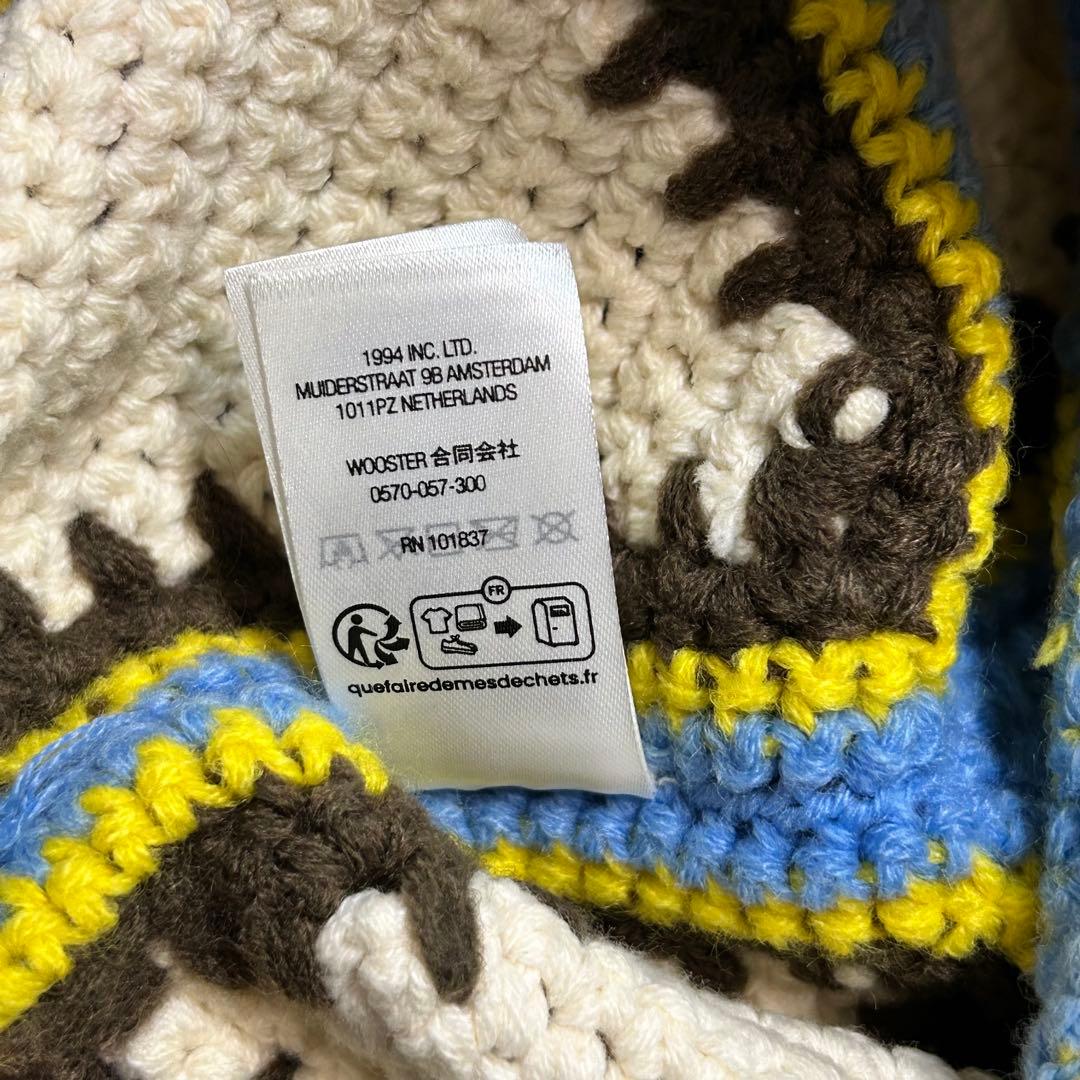 1994 INC. LTD.
MUIDERSTRAAT 9B AMSTERDAM
1011PZ NETHERLANDS
WOOSTER 合同会社
0570-057-300
RN 101837
FR
quefairedemesdechets.fr